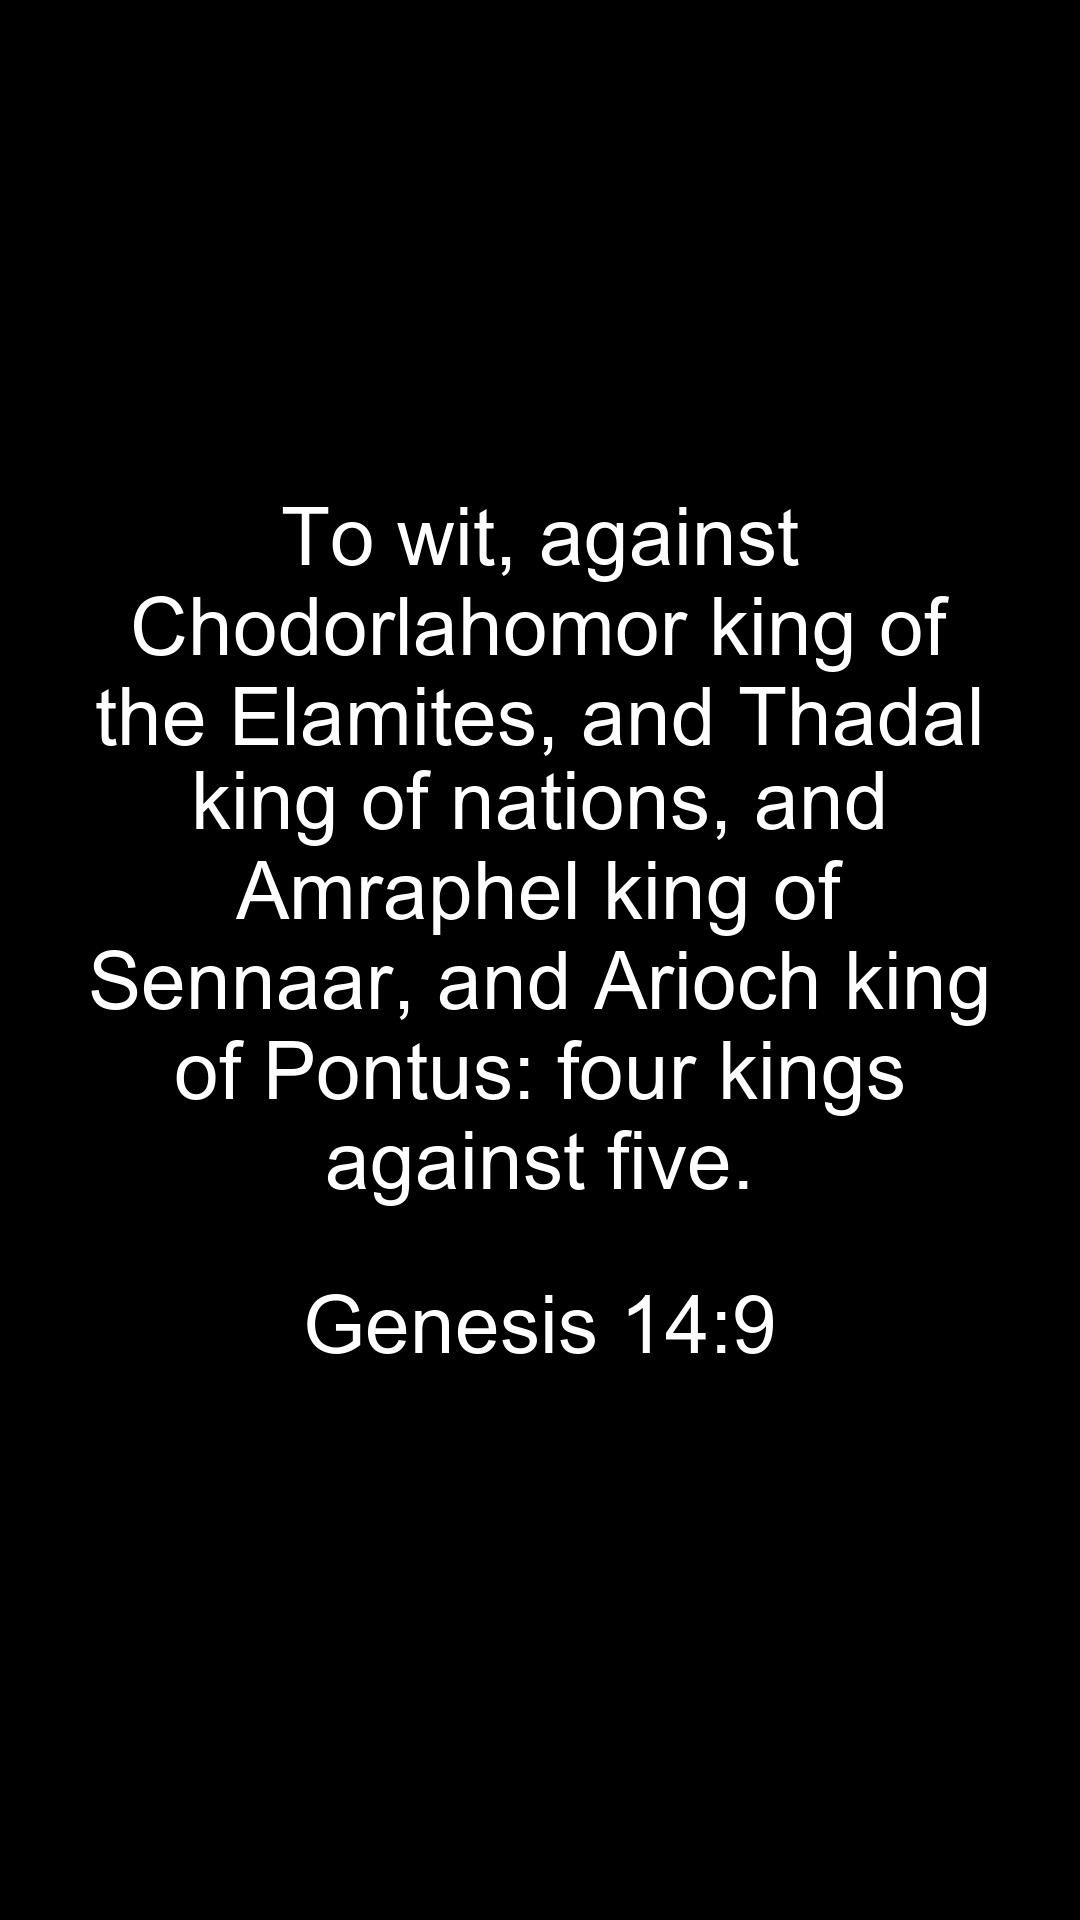 To wit, against
Chodorlahomor king of
the Elamites, and Thadal
king of nations, and
Amraphel king of
Sennaar, and Arioch king
of Pontus: four kings
against five.
Genesis 14:9